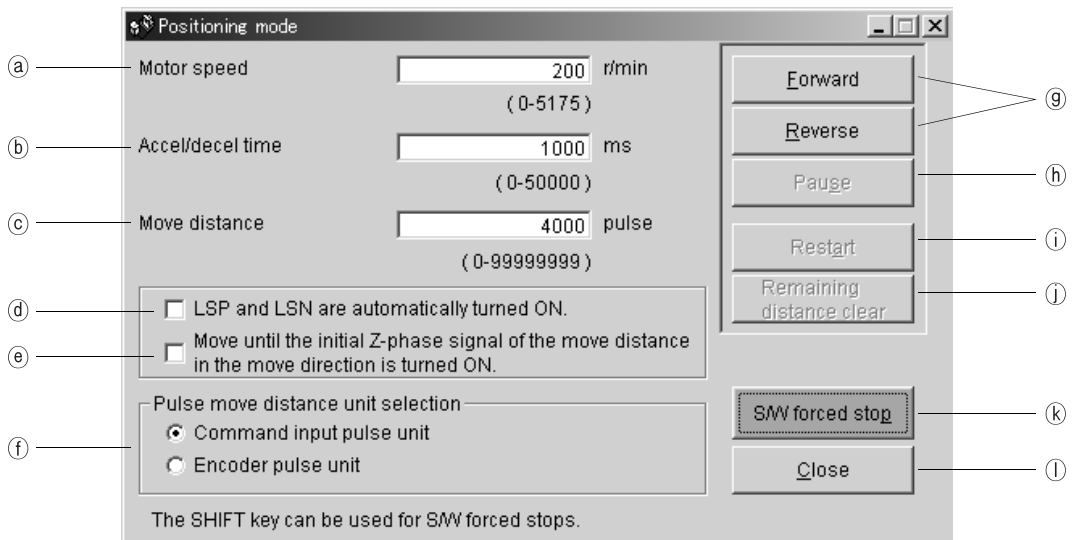 Positioning mode
ⓐ Motor speed 200 r/min
(0-5175)
ⓑ Accel/decel time 1000 ms
(0-50000)
ⓒ Move distance 4000 pulse
(0-99999999)
ⓓ LSP and LSN are automatically turned ON.
ⓔ Move until the initial Z-phase signal of the move distance
in the move direction is turned ON.
ⓕ Pulse move distance unit selection
Command input pulse unit
Encoder pulse unit
The SHIFT key can be used for S/W forced stops.
Forward
Reverse
ⓖ
Pause ⓗ
Restart ⓘ
Remaining
distance clear ⓙ
S/W forced stop ⓚ
Close ⓛ